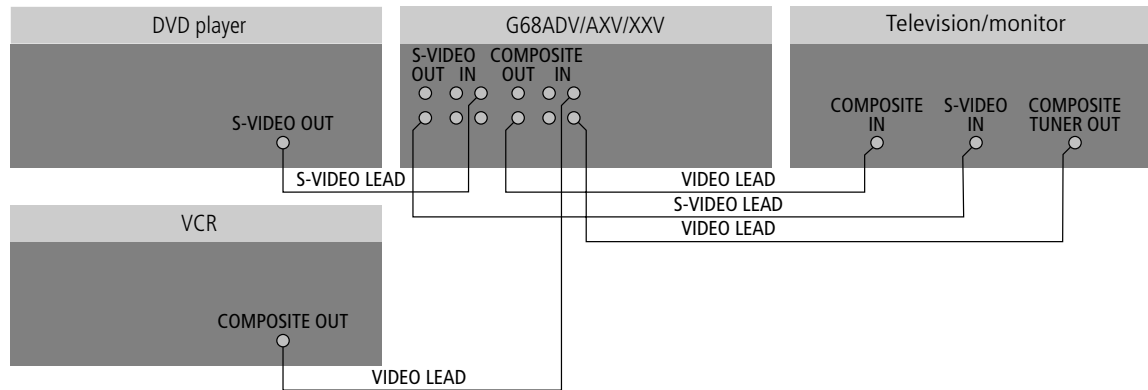 DVD player
G68ADV/AXV/XXV
Television/monitor
S-VIDEO COMPOSITE
OUT IN OUT IN
S-VIDEO OUT
COMPOSITE IN
S-VIDEO IN
COMPOSITE TUNER OUT
S-VIDEO LEAD
VIDEO LEAD
S-VIDEO LEAD
VIDEO LEAD
VCR
COMPOSITE OUT
VIDEO LEAD